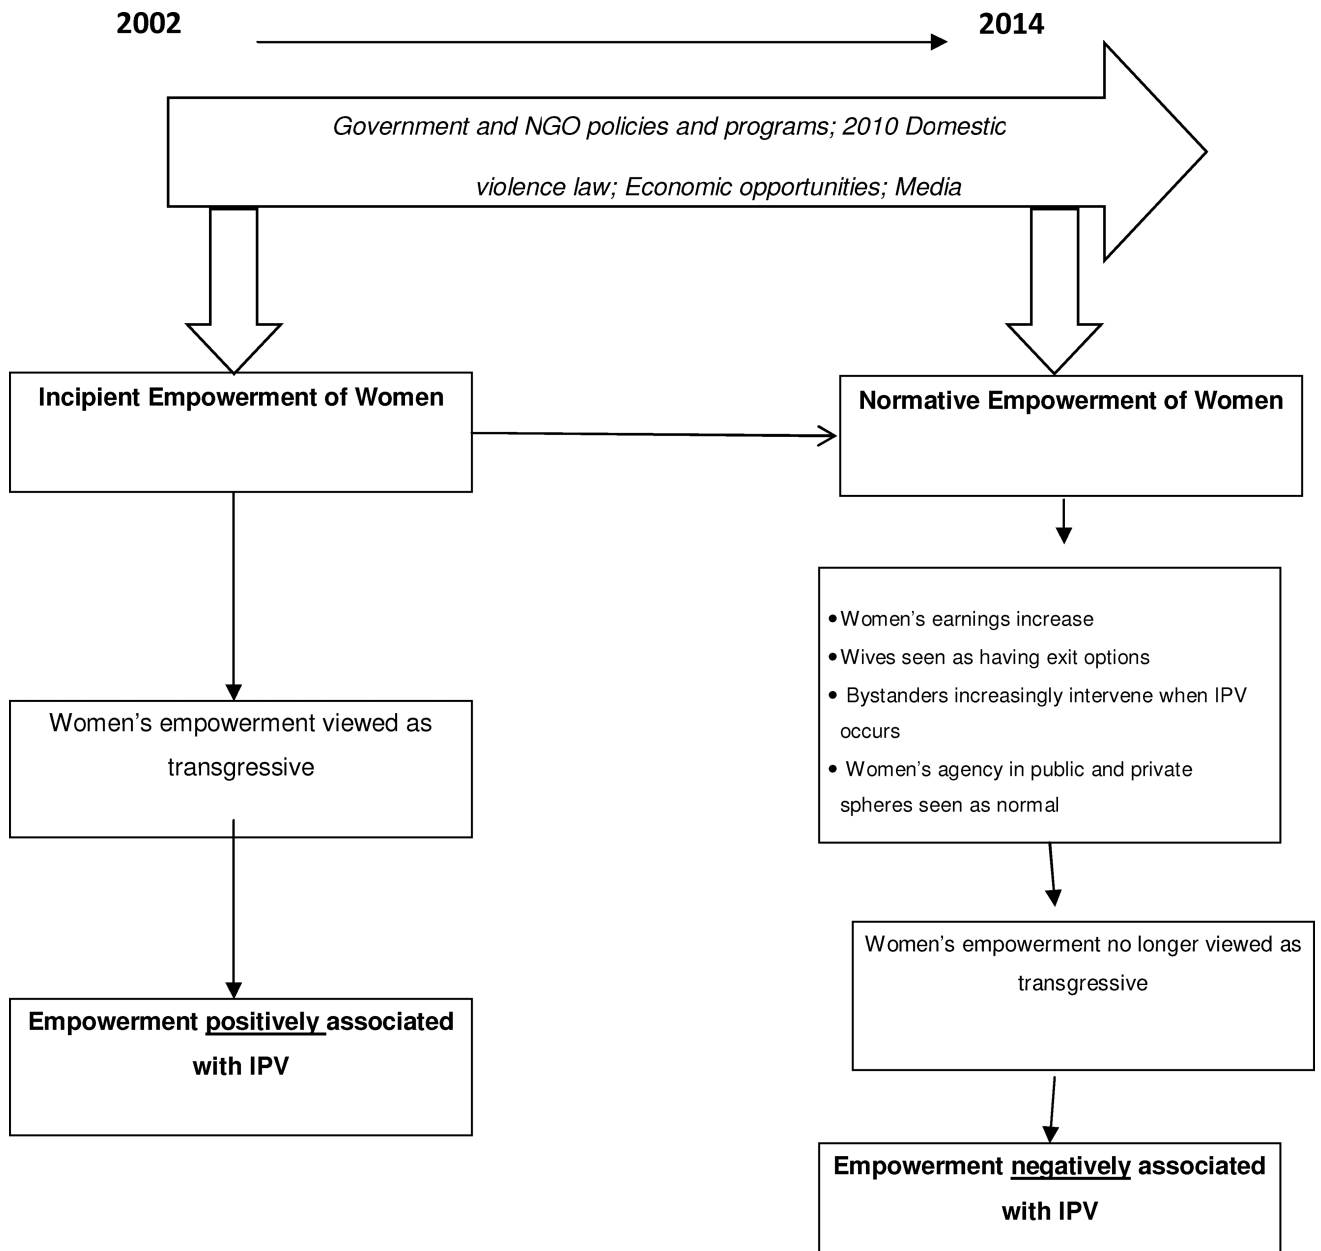 2002
2014
Government and NGO policies and programs; 2010 Domestic
violence law; Economic opportunities; Media
Incipient Empowerment of Women
Normative Empowerment of Women
•Women’s earnings increase
•Wives seen as having exit options
• Bystanders increasingly intervene when IPV
occurs
• Women’s agency in public and private
spheres seen as normal
Women’s empowerment viewed as
transgressive
Women’s empowerment no longer viewed as
transgressive
Empowerment positively associated
with IPV
Empowerment negatively associated
with IPV